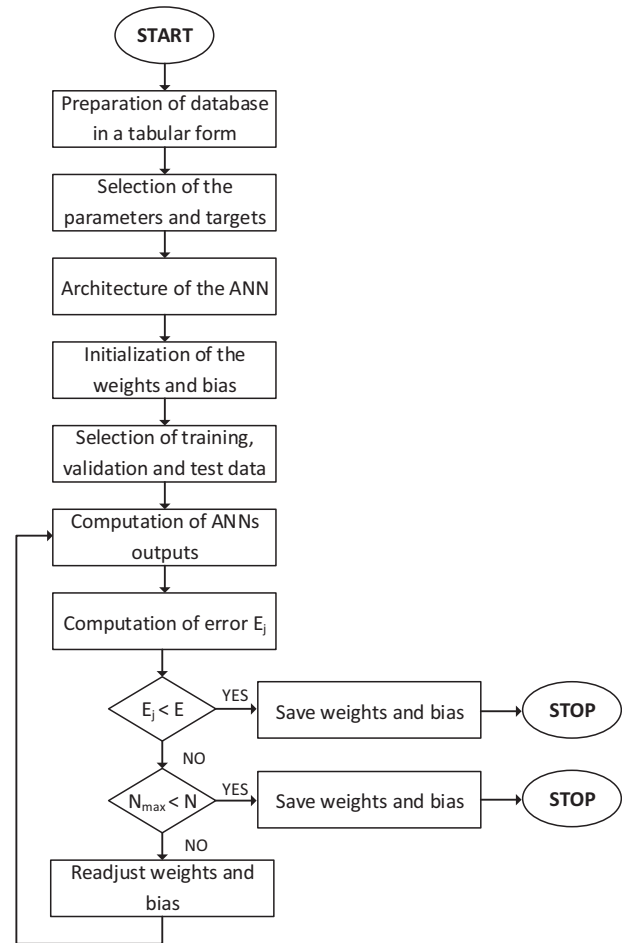 START
Preparation of database
in a tabular form
Selection of the
parameters and targets
Architecture of the ANN
Initialization of the
weights and bias
Selection of training,
validation and test data
Computation of ANNs
outputs
Computation of error Ej
Ej < E
YES
Save weights and bias
STOP
NO
Nmax < N
YES
Save weights and bias
STOP
NO
Readjust weights and
bias